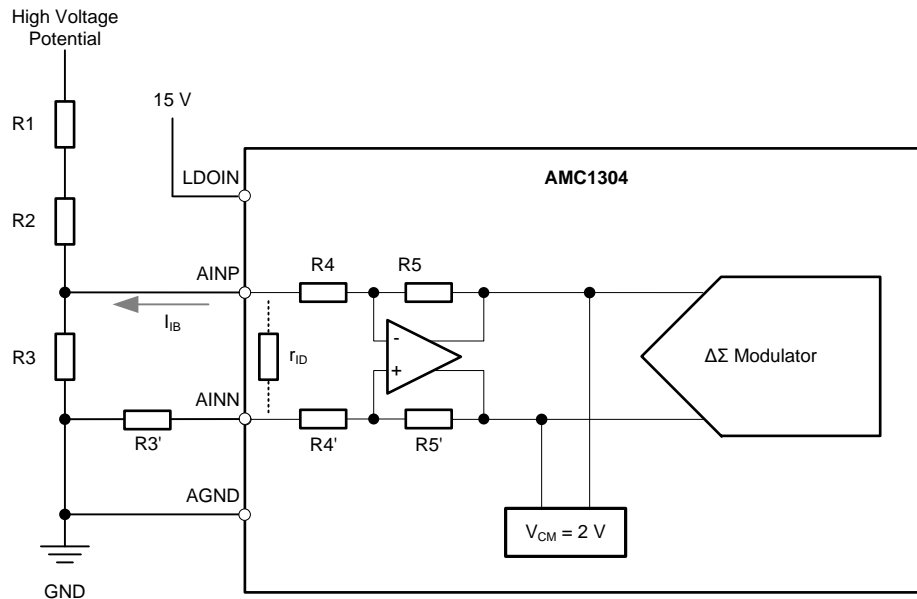 High Voltage
Potential
R1
15 V
LDOIN
AMC1304
R2
AINP
R4
R5
I_IB
R3
r_ID
-
+
ΔΣ Modulator
AINN
R3'
R4'
R5'
AGND
V_CM = 2 V
GND